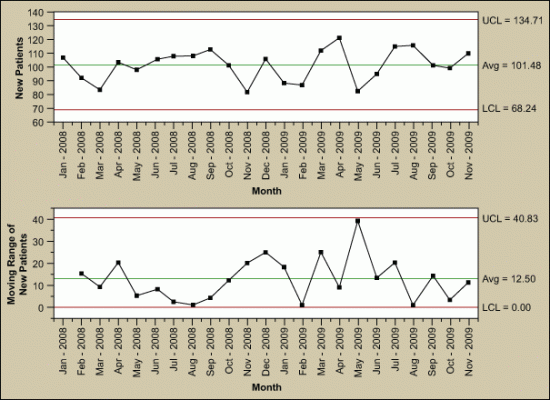 140
130
120
110
100
90
80
70
60
New Patients
UCL = 134.71
Avg = 101.48
LCL = 68.24
Jan - 2008
Feb - 2008
Mar - 2008
Apr - 2008
May - 2008
Jun - 2008
Jul - 2008
Aug - 2008
Sep - 2008
Oct - 2008
Nov - 2008
Dec - 2008
Jan - 2009
Feb - 2009
Mar - 2009
Apr - 2009
May - 2009
Jun - 2009
Jul - 2009
Aug - 2009
Sep - 2009
Oct - 2009
Nov - 2009
Month
40
30
20
10
0
Moving Range of
New Patients
UCL = 40.83
Avg = 12.50
LCL = 0.00
Jan - 2008
Feb - 2008
Mar - 2008
Apr - 2008
May - 2008
Jun - 2008
Jul - 2008
Aug - 2008
Sep - 2008
Oct - 2008
Nov - 2008
Dec - 2008
Jan - 2009
Feb - 2009
Mar - 2009
Apr - 2009
May - 2009
Jun - 2009
Jul - 2009
Aug - 2009
Sep - 2009
Oct - 2009
Nov - 2009
Month